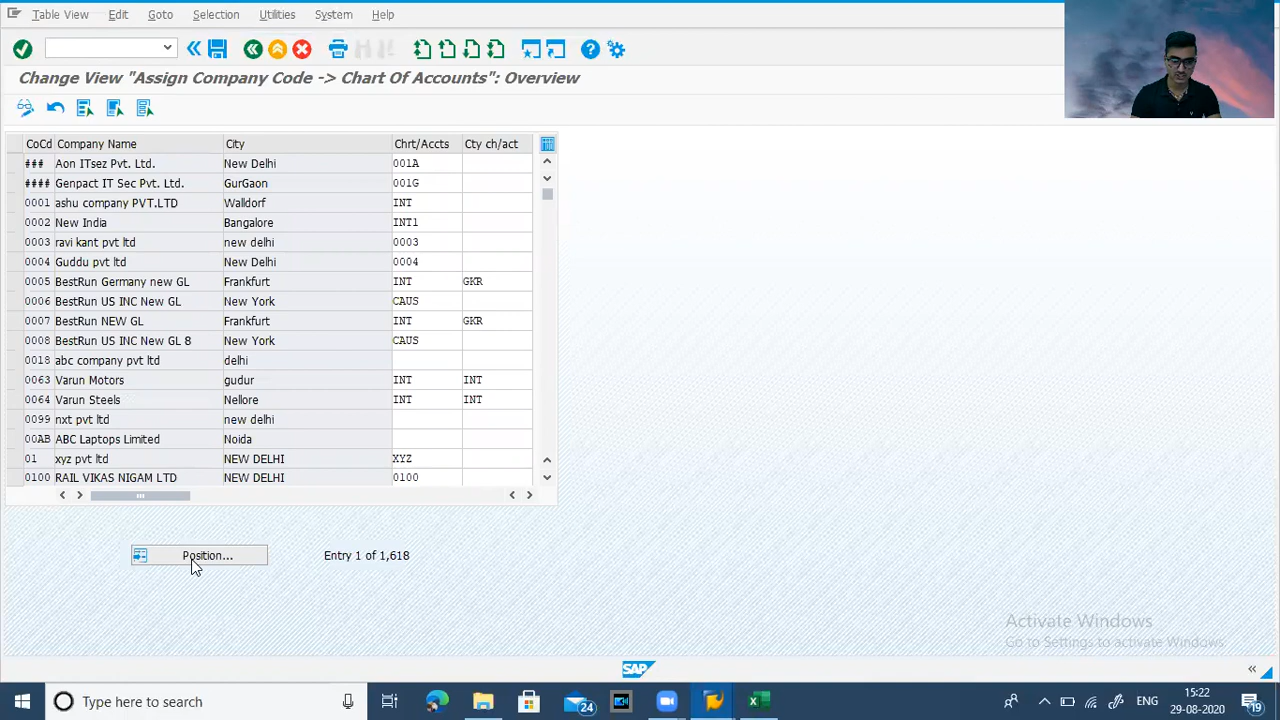 Table View Edit Goto Selection Utilities System Help
Change View "Assign Company Code -> Chart Of Accounts": Overview
CoCd Company Name City Chrt/Accts Cty ch/act
### Aon ITsez Pvt. Ltd. New Delhi 001A
#### Genpact IT Sec Pvt. Ltd. GurGaon 001G
0001 ashu company PVT.LTD Walldorf INT
0002 New India Bangalore INT1
0003 ravi kant pvt ltd new delhi 0003
0004 Guddu pvt ltd New Delhi 0004
0005 BestRun Germany new GL Frankfurt INT GKR
0006 BestRun US INC New GL New York CAUS
0007 BestRun NEW GL Frankfurt INT GKR
0008 BestRun US INC New GL 8 New York CAUS
0018 abc company pvt ltd delhi
0063 Varun Motors gudur INT INT
0064 Varun Steels Nellore INT INT
0099 nxt pvt ltd new delhi
00AB ABC Laptops Limited Noida
01 xyz pvt ltd NEW DELHI XYZ
0100 RAIL VIKAS NIGAM LTD NEW DELHI 0100
Position... Entry 1 of 1,618
Activate Windows
Go to Settings to activate Windows.
SAP
Type here to search 24 ENG 15:22
29-08-2020 19